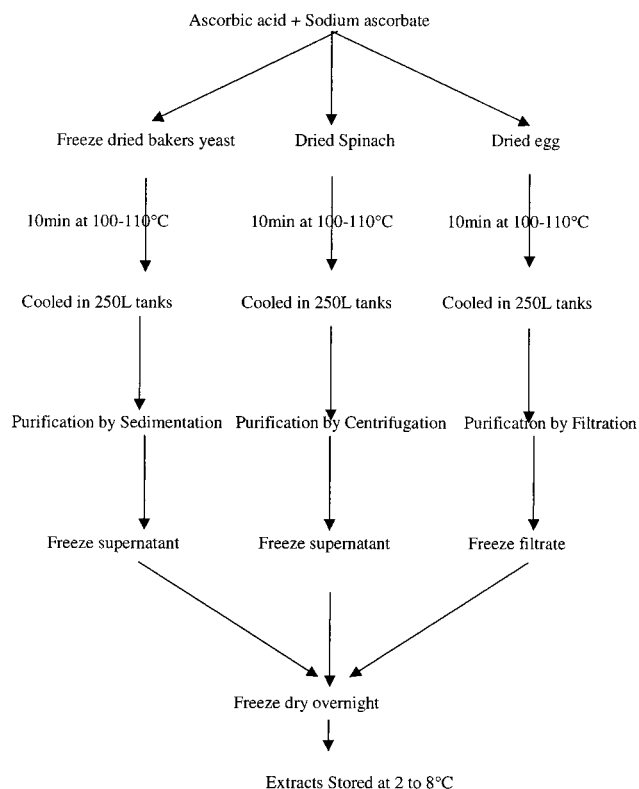 Ascorbic acid + Sodium ascorbate
Freeze dried bakers yeast
Dried Spinach
Dried egg
10min at 100-110°C
10min at 100-110°C
10min at 100-110°C
Cooled in 250L tanks
Cooled in 250L tanks
Cooled in 250L tanks
Purification by Sedimentation
Purification by Centrifugation
Purification by Filtration
Freeze supernatant
Freeze supernatant
Freeze filtrate
Freeze dry overnight
Extracts Stored at 2 to 8°C